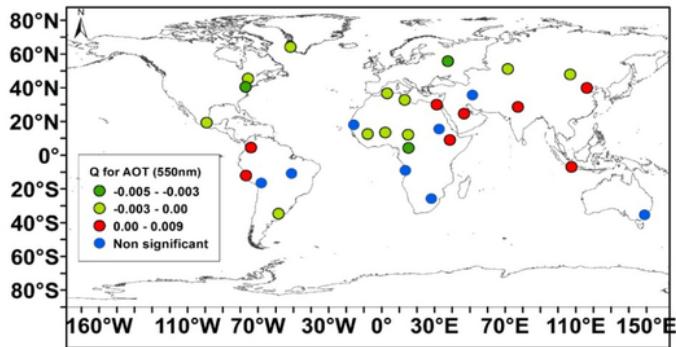 N
80°N
60°N
40°N
20°N
0°
20°S
40°S
60°S
80°S
Q for AOT (550nm)
-0.005 - -0.003
-0.003 - 0.00
0.00 - 0.009
Non significant
160°W 70°W 30°W 0°W 30°E 70°E 110°E 150°E